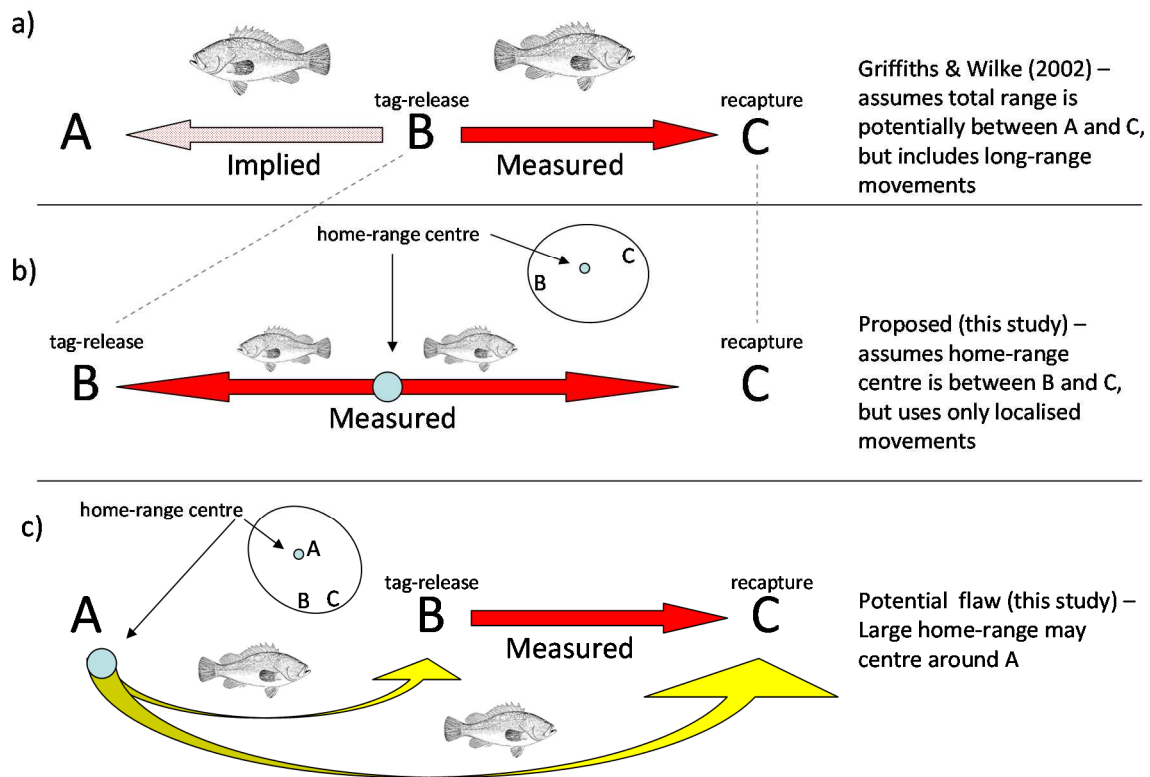 a)
tag-release
recapture
A
B
C
Implied
Measured
Griffiths & Wilke (2002) –
assumes total range is
potentially between A and C,
but includes long-range
movements
b)
home-range centre
B
C
tag-release
recapture
B
C
Measured
Proposed (this study) –
assumes home-range
centre is between B and C,
but uses only localised
movements
c)
home-range centre
A
B C
tag-release
recapture
A
B
C
Measured
Potential flaw (this study) –
Large home-range may
centre around A